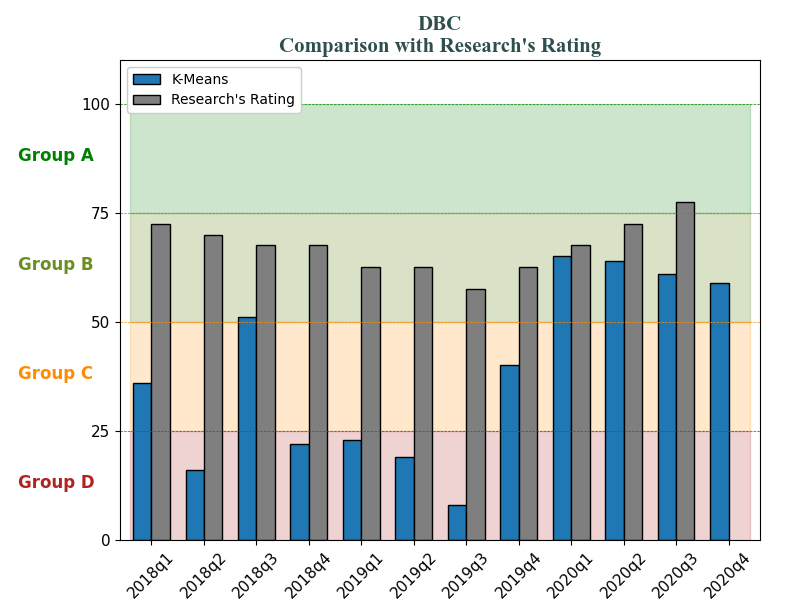 DBC
Comparison with Research's Rating
K-Means
Research's Rating
100
Group A
75
Group B
50
Group C
25
Group D
0
2018q1
2018q2
2018q3
2018q4
2019q1
2019q2
2019q3
2019q4
2020q1
2020q2
2020q3
2020q4